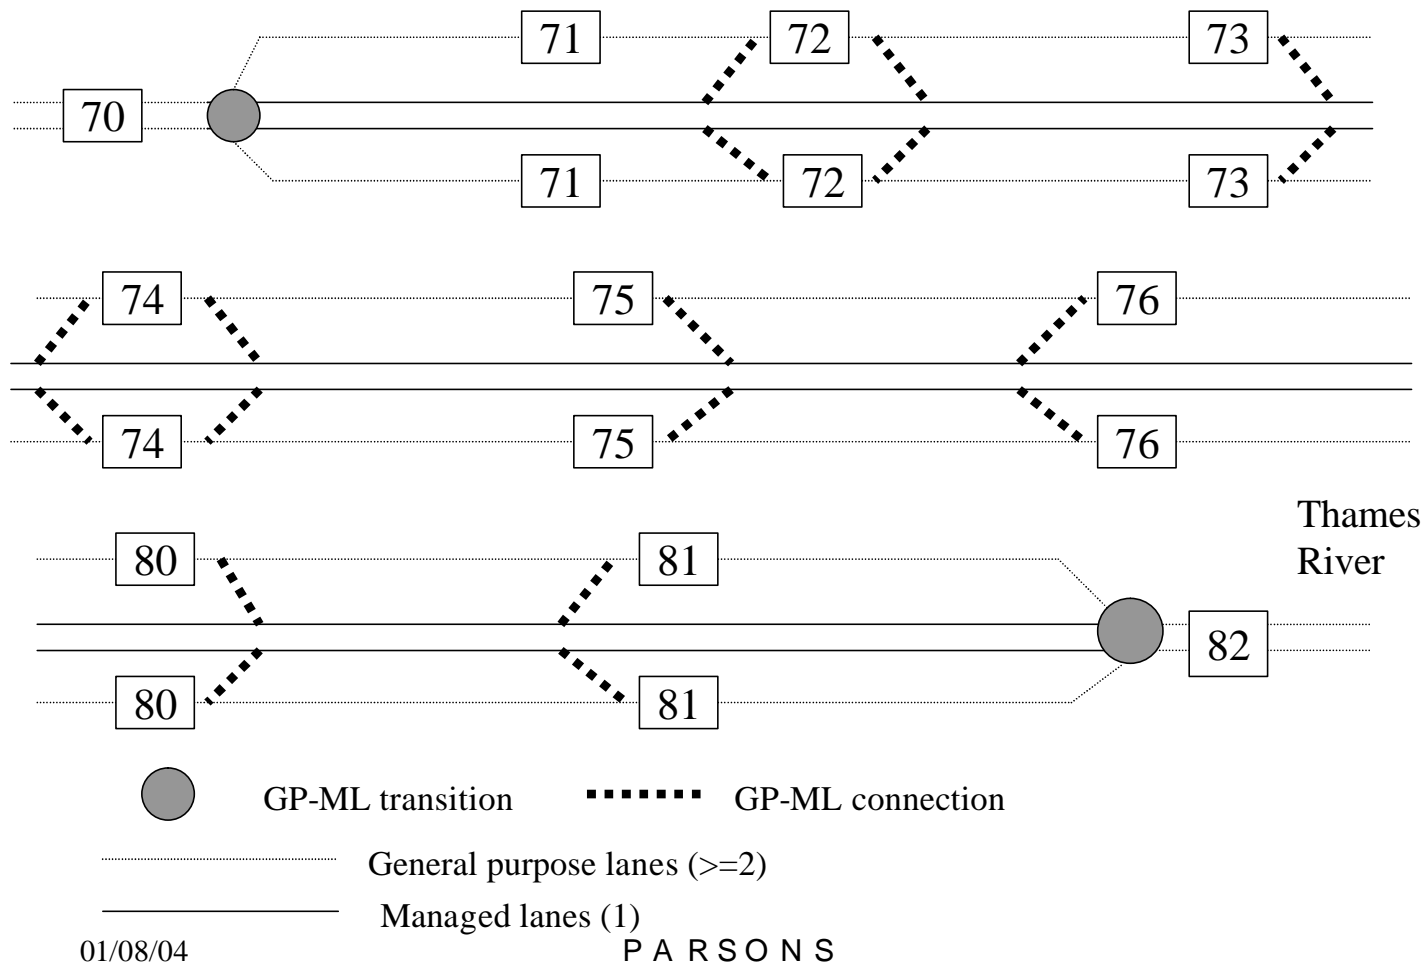 71 72 73
70
71 72 73
74 75 76
74 75 76
Thames
River
80 81
82
80 81
GP-ML transition GP-ML connection
General purpose lanes (>=2)
Managed lanes (1)
01/08/04 PARSONS